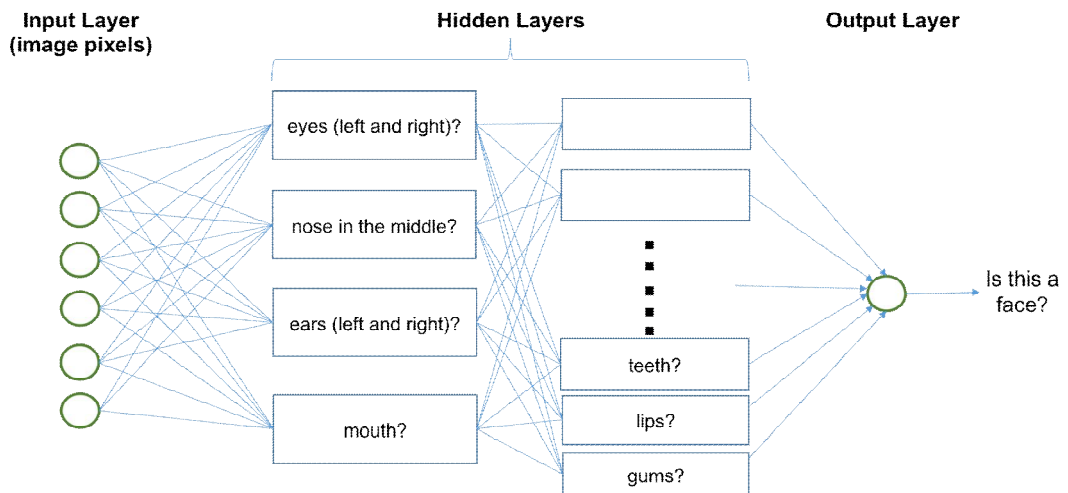 Input Layer
(image pixels)
Hidden Layers
Output Layer
eyes (left and right)?
nose in the middle?
ears (left and right)?
mouth?
teeth?
lips?
gums?
Is this a
face?